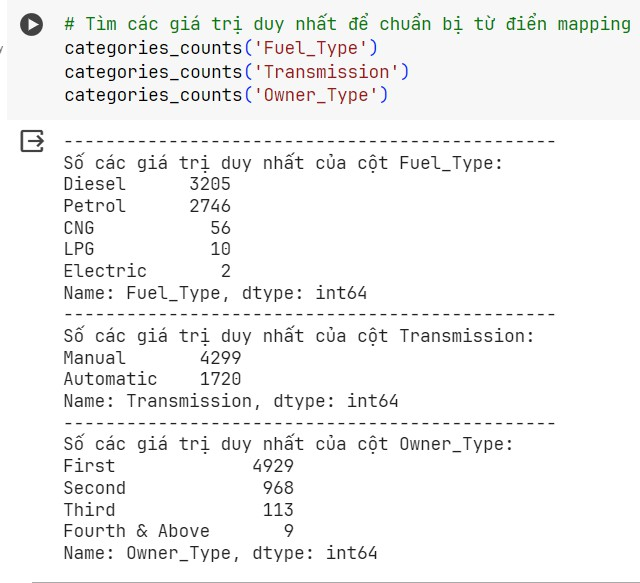 # Tìm các giá trị duy nhất để chuẩn bị từ điển mapping
categories_counts('Fuel_Type')
categories_counts('Transmission')
categories_counts('Owner_Type')
-----------------------------------------------
Số các giá trị duy nhất của cột Fuel_Type:
Diesel      3205
Petrol      2746
CNG           56
LPG           10
Electric       2
Name: Fuel_Type, dtype: int64
-----------------------------------------------
Số các giá trị duy nhất của cột Transmission:
Manual       4299
Automatic    1720
Name: Transmission, dtype: int64
-----------------------------------------------
Số các giá trị duy nhất của cột Owner_Type:
First             4929
Second             968
Third              113
Fourth & Above       9
Name: Owner_Type, dtype: int64